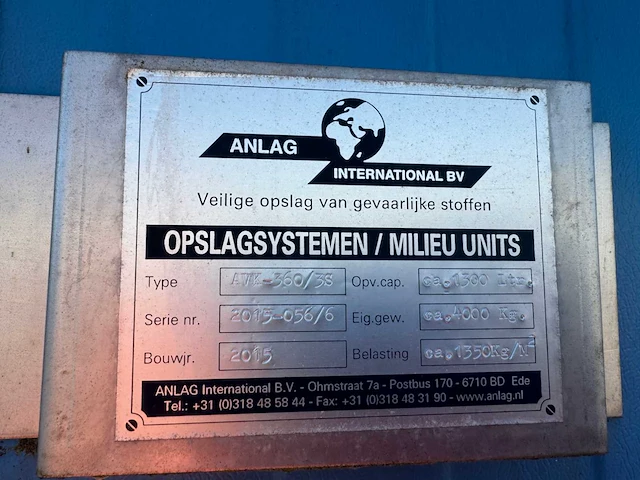 ANLAG
INTERNATIONAL BV
Veilige opslag van gevaarlijke stoffen
OPSLAGSYSTEMEN / MILIEU UNITS
Type AVK-360/3S Opv.cap. ca.1300 Ltr.
Serie nr. 2015-056/6 Eig.gew. ca.4000 Kg.
Bouwjr. 2015 Belasting ca.1350Kg/M²
ANLAG International B.V. - Ohmstraat 7a - Postbus 170 - 6710 BD Ede
Tel.: +31 (0)318 48 58 44 - Fax: +31 (0)318 48 31 90 - www.anlag.nl